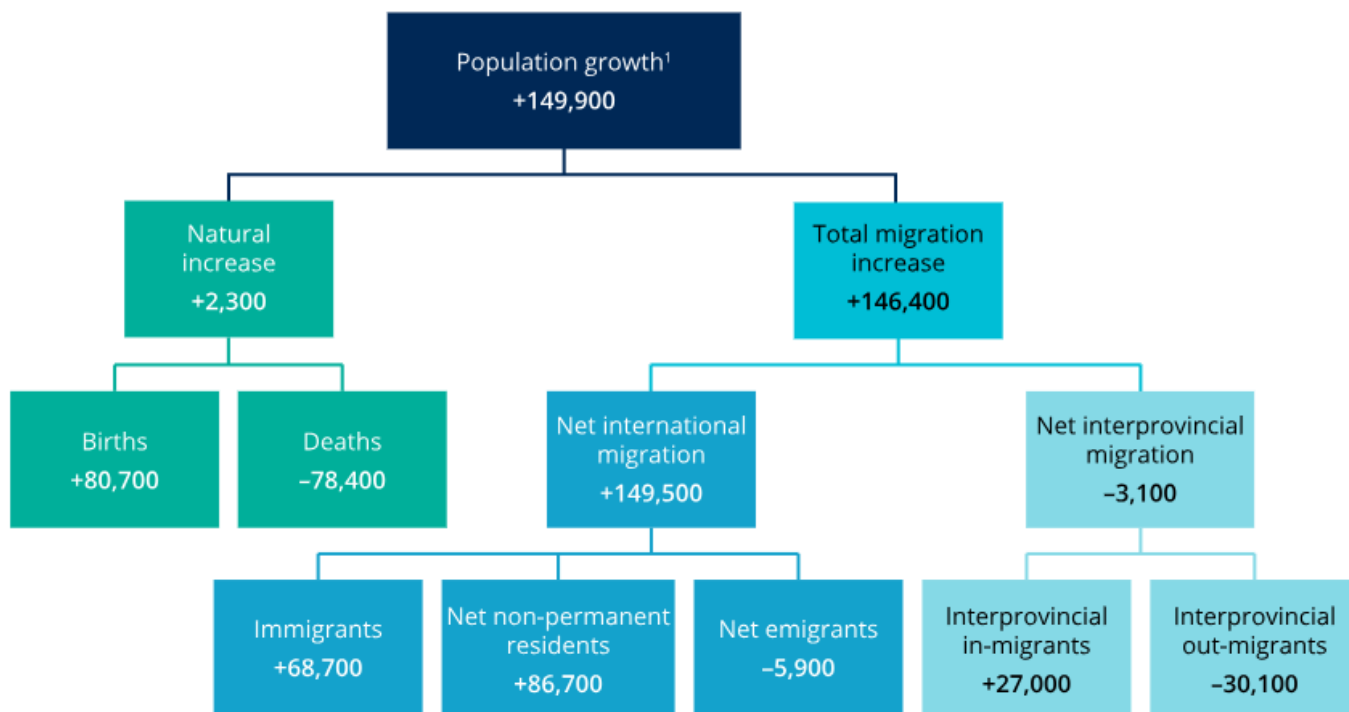 Population growth¹
+149,900
Natural
increase
+2,300
Total migration
increase
+146,400
Births
+80,700
Deaths
–78,400
Net international
migration
+149,500
Net interprovincial
migration
–3,100
Immigrants
+68,700
Net non-permanent
residents
+86,700
Net emigrants
–5,900
Interprovincial
in-migrants
+27,000
Interprovincial
out-migrants
–30,100